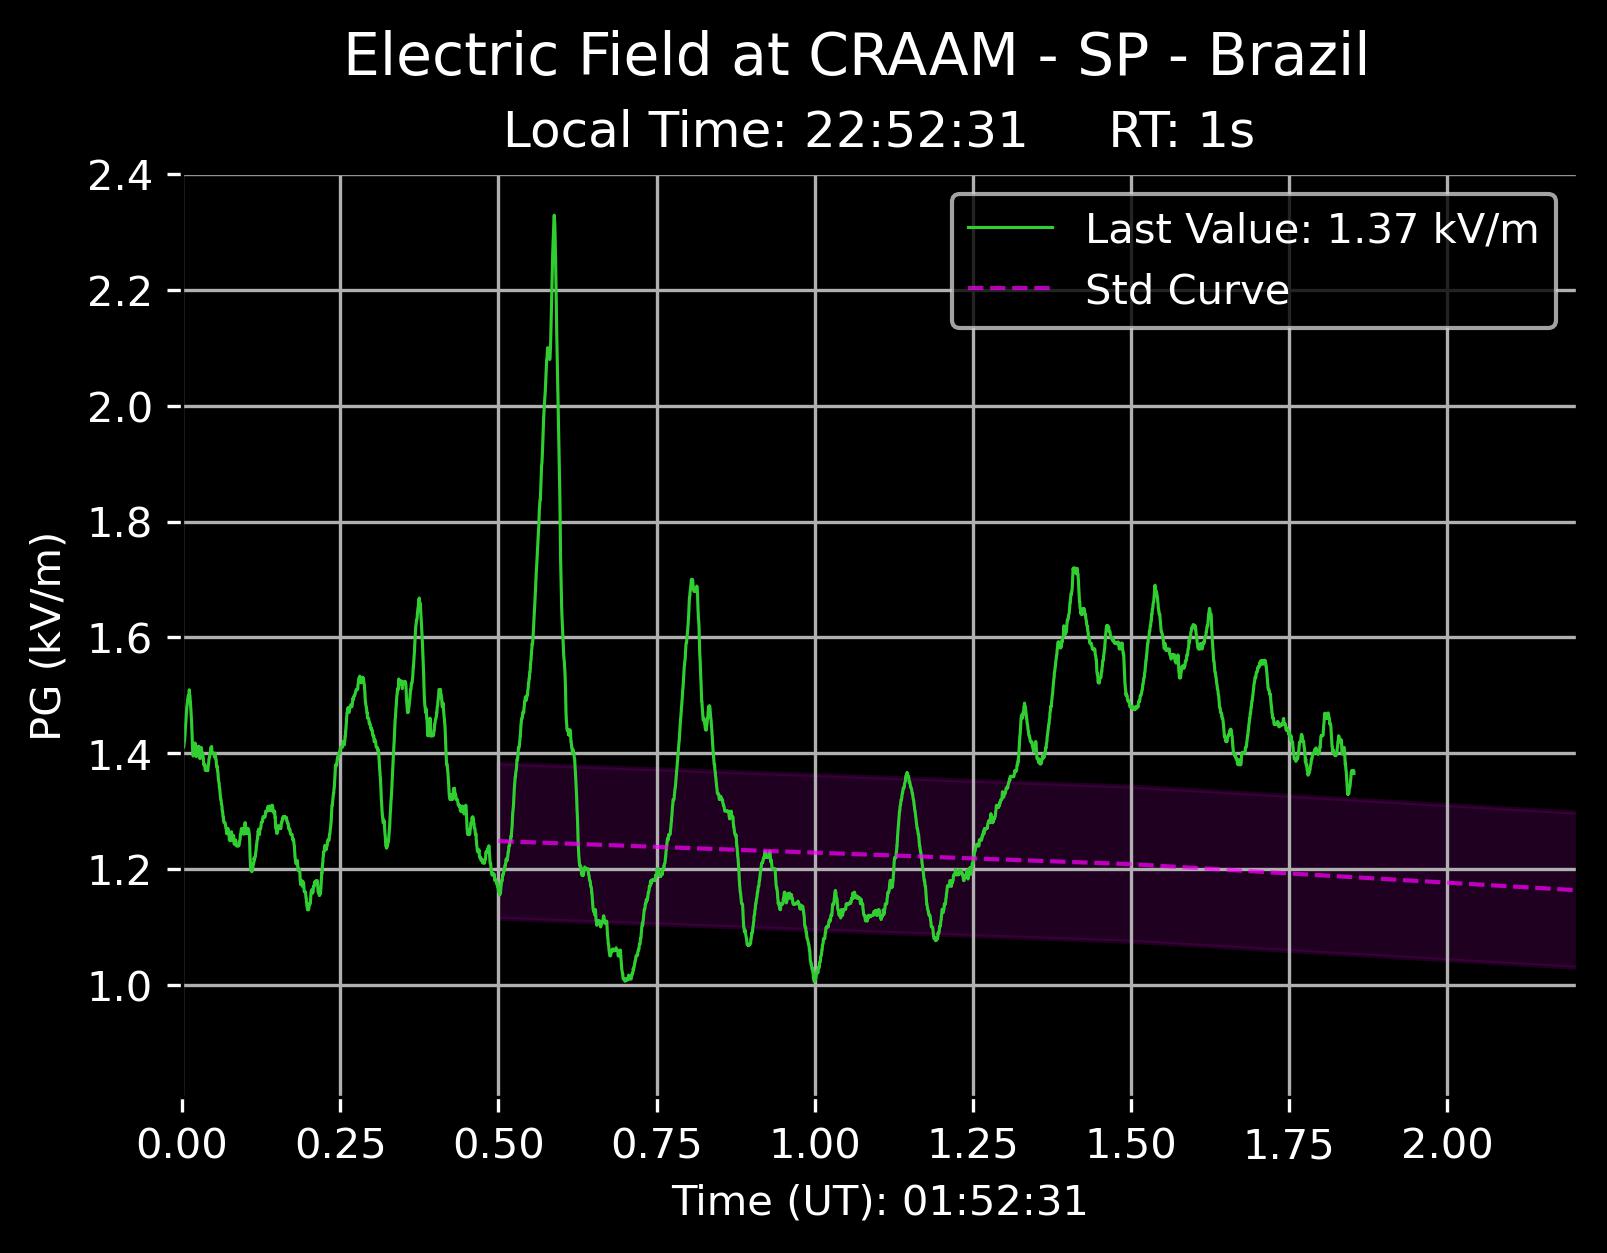 Electric Field at CRAAM - SP - Brazil
Local Time: 22:52:31 RT: 1s
Last Value: 1.37 kV/m
Std Curve
PG (kV/m)
2.4
2.2
2.0
1.8
1.6
1.4
1.2
1.0
0.00 0.25 0.50 0.75 1.00 1.25 1.50 1.75 2.00
Time (UT): 01:52:31